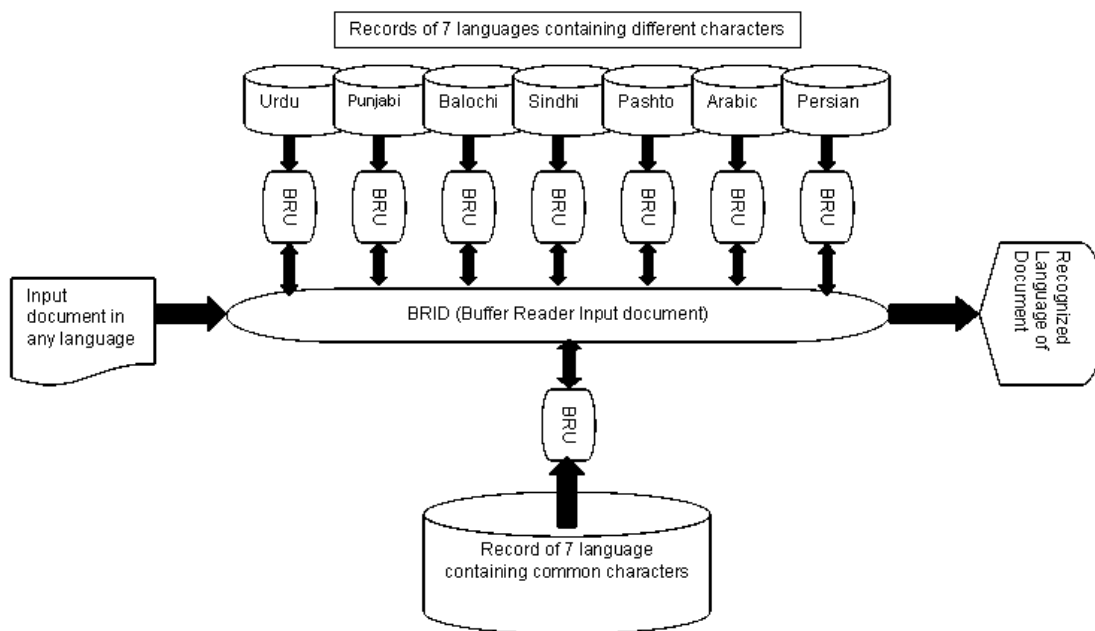 Records of 7 languages containing different characters
Urdu
Punjabi
Balochi
Sindhi
Pashto
Arabic
Persian
BRU
BRU
BRU
BRU
BRU
BRU
BRU
Input
document in
any language
BRID (Buffer Reader Input document)
Recognized
Language of
Document
BRU
Record of 7 language
containing common characters